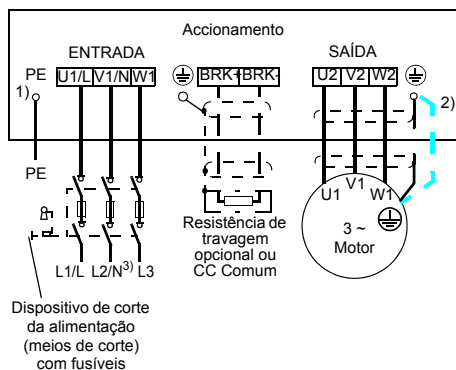 Accionamento
ENTRADA
SAÍDA
PE
1)
U1/L V1/N W1
BRK+ BRK-
U2 V2 W2
2)
PE
U1
V1
W1
3 ~
Motor
Resistência de
travagem
opcional ou
CC Comum
L1/L L2/N3) L3
Dispositivo de corte
da alimentação
(meios de corte)
com fusíveis